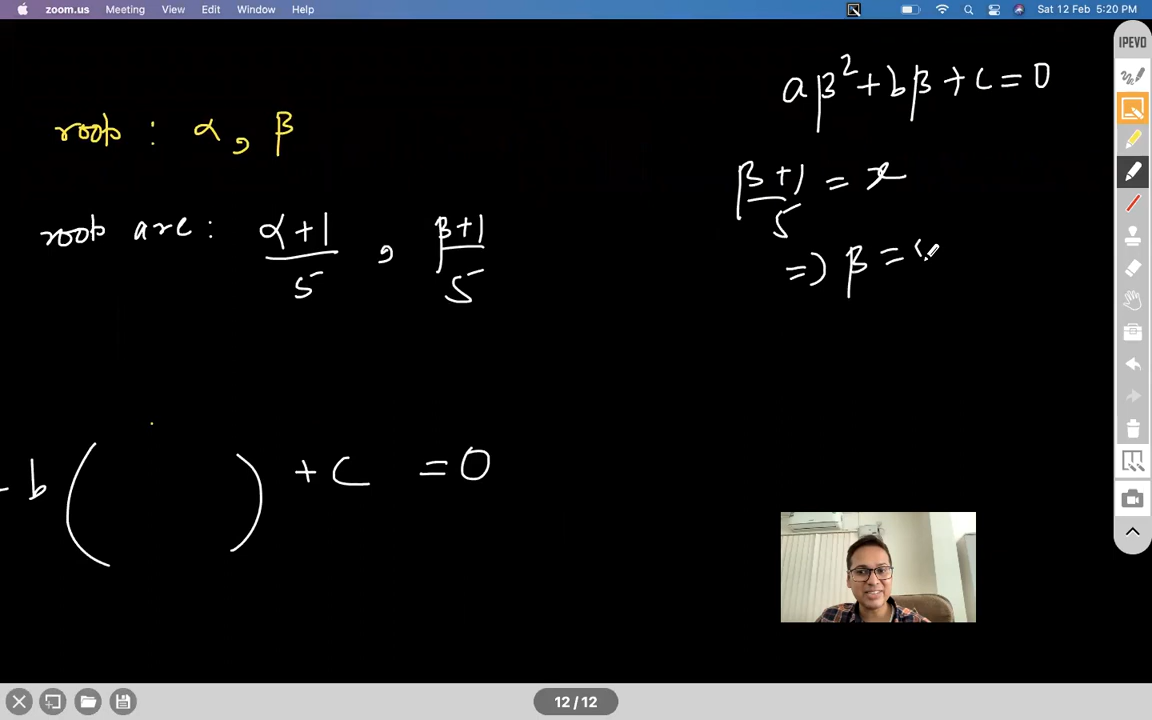 zoom.us Meeting View Edit Window Help Sat 12 Feb 5:20 PM
IPEVO
aβ²+bβ+c=0
roots : α, β
(β+1)/5 = x
root are: (α+1)/5 , (β+1)/5
=> β =
b ( ) + c = 0
12 / 12